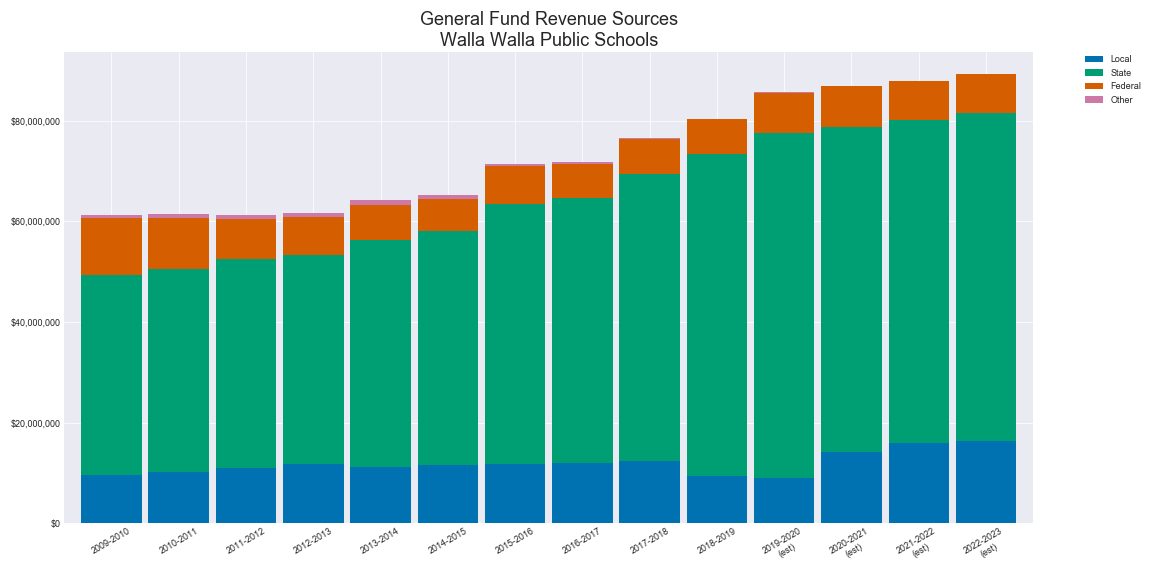 General Fund Revenue Sources
Walla Walla Public Schools
Local
State
Federal
Other
$80,000,000
$60,000,000
$40,000,000
$20,000,000
$0
2009-2010
2010-2011
2011-2012
2012-2013
2013-2014
2014-2015
2015-2016
2016-2017
2017-2018
2018-2019
2019-2020
(est)
2020-2021
(est)
2021-2022
(est)
2022-2023
(est)